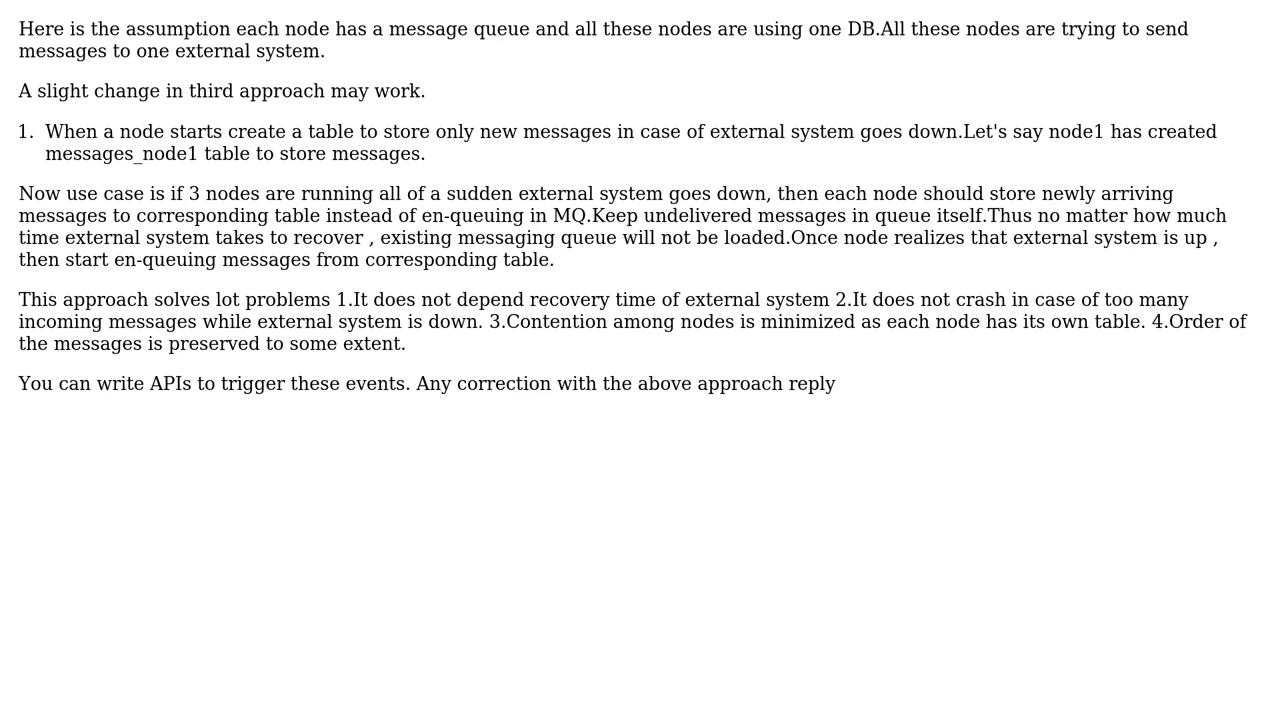 Here is the assumption each node has a message queue and all these nodes are using one DB.All these nodes are trying to send
messages to one external system.
A slight change in third approach may work.
1. When a node starts create a table to store only new messages in case of external system goes down.Let's say node1 has created
messages_node1 table to store messages.
Now use case is if 3 nodes are running all of a sudden external system goes down, then each node should store newly arriving
messages to corresponding table instead of en-queuing in MQ.Keep undelivered messages in queue itself.Thus no matter how much
time external system takes to recover , existing messaging queue will not be loaded.Once node realizes that external system is up ,
then start en-queuing messages from corresponding table.
This approach solves lot problems 1.It does not depend recovery time of external system 2.It does not crash in case of too many
incoming messages while external system is down. 3.Contention among nodes is minimized as each node has its own table. 4.Order of
the messages is preserved to some extent.
You can write APIs to trigger these events. Any correction with the above approach reply